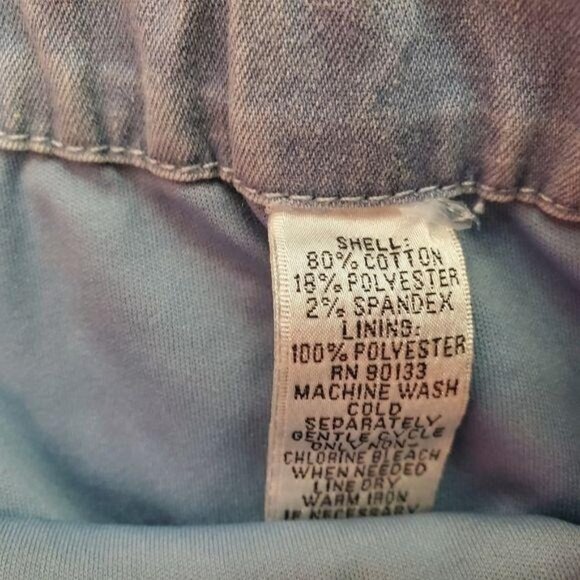 SHELL:
80% COTTON
18% POLYESTER
2% SPANDEX
LINING:
100% POLYESTER
RN 90133
MACHINE WASH
COLD
SEPARATELY
GENTLE CYCLE
ONLY NON-
CHLORINE BLEACH
WHEN NEEDED
LINE DRY
WARM IRON
IF NECESSARY